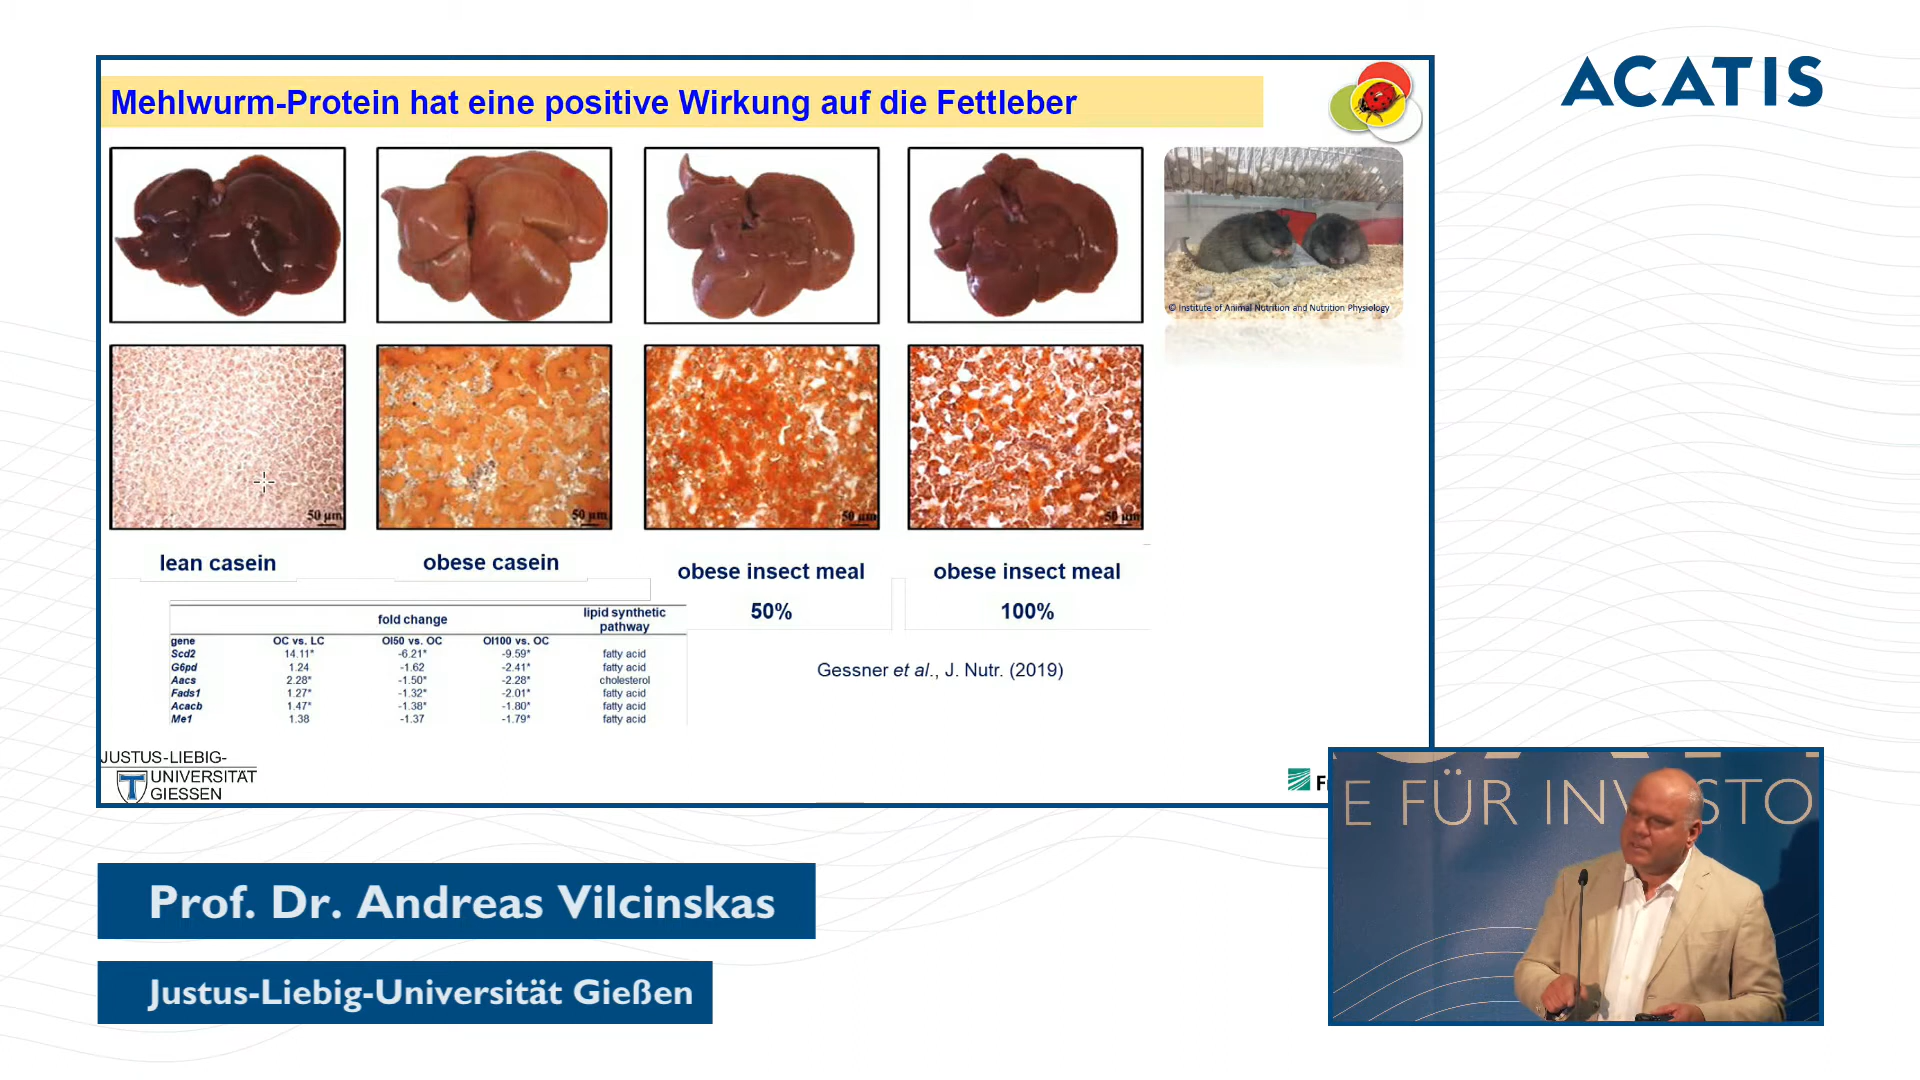 ACATIS
Mehlwurm-Protein hat eine positive Wirkung auf die Fettleber
© Institute of Animal Nutrition and Nutrition Physiology
50 µm
50 µm
50 µm
50 µm
lean casein
obese casein
obese insect meal
50%
obese insect meal
100%
fold change
lipid synthetic
pathway
gene OC vs. LC OI50 vs. OC OI100 vs. OC
Scd2 14.11* -6.21* -9.59* fatty acid
G6pd 1.24 -1.62 -2.41* fatty acid
Aacs 2.28* -1.50* -2.28* cholesterol
Fads1 1.27* -1.32* -2.01* fatty acid
Acacb 1.47* -1.38* -1.80* fatty acid
Me1 1.38 -1.37 -1.79* fatty acid
Gessner et al., J. Nutr. (2019)
JUSTUS-LIEBIG-
UNIVERSITÄT
GIESSEN
E FÜR INV STO
Prof. Dr. Andreas Vilcinskas
Justus-Liebig-Universität Gießen